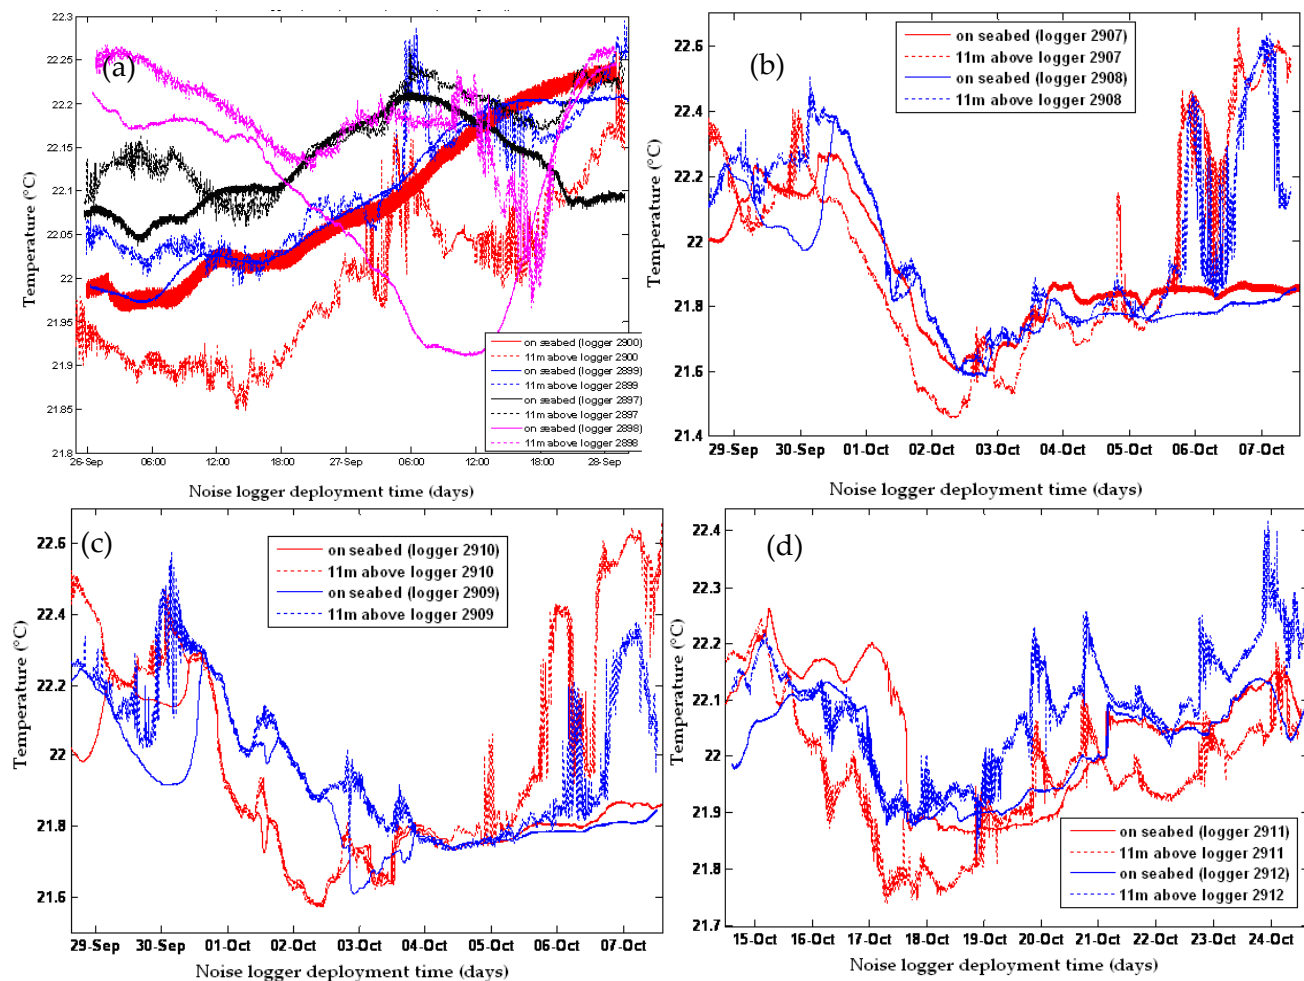 (a)
22.3
22.25
22.2
22.15
22.1
22.05
22
21.95
21.9
21.85
21.8
Temperature (°C)
on seabed (logger 2900)
11m above logger 2900
on seabed (logger 2899)
11m above logger 2899
on seabed (logger 2897)
11m above logger 2897
on seabed (logger 2898)
11m above logger 2898
26-Sep 06:00 12:00 18:00 27-Sep 06:00 12:00 18:00 28-Sep
Noise logger deployment time (days)
(b)
22.6
22.4
22.2
22
21.8
21.6
21.4
Temperature (°C)
on seabed (logger 2907)
11m above logger 2907
on seabed (logger 2908)
11m above logger 2908
29-Sep 30-Sep 01-Oct 02-Oct 03-Oct 04-Oct 05-Oct 06-Oct 07-Oct
Noise logger deployment time (days)
(c)
22.6
22.4
22.2
22
21.8
21.6
Temperature (°C)
on seabed (logger 2910)
11m above logger 2910
on seabed (logger 2909)
11m above logger 2909
29-Sep 30-Sep 01-Oct 02-Oct 03-Oct 04-Oct 05-Oct 06-Oct 07-Oct
Noise logger deployment time (days)
(d)
22.4
22.3
22.2
22.1
22
21.9
21.8
21.7
Temperature (°C)
on seabed (logger 2911)
11m above logger 2911
on seabed (logger 2912)
11m above logger 2912
15-Oct 16-Oct 17-Oct 18-Oct 19-Oct 20-Oct 21-Oct 22-Oct 23-Oct 24-Oct
Noise logger deployment time (days)